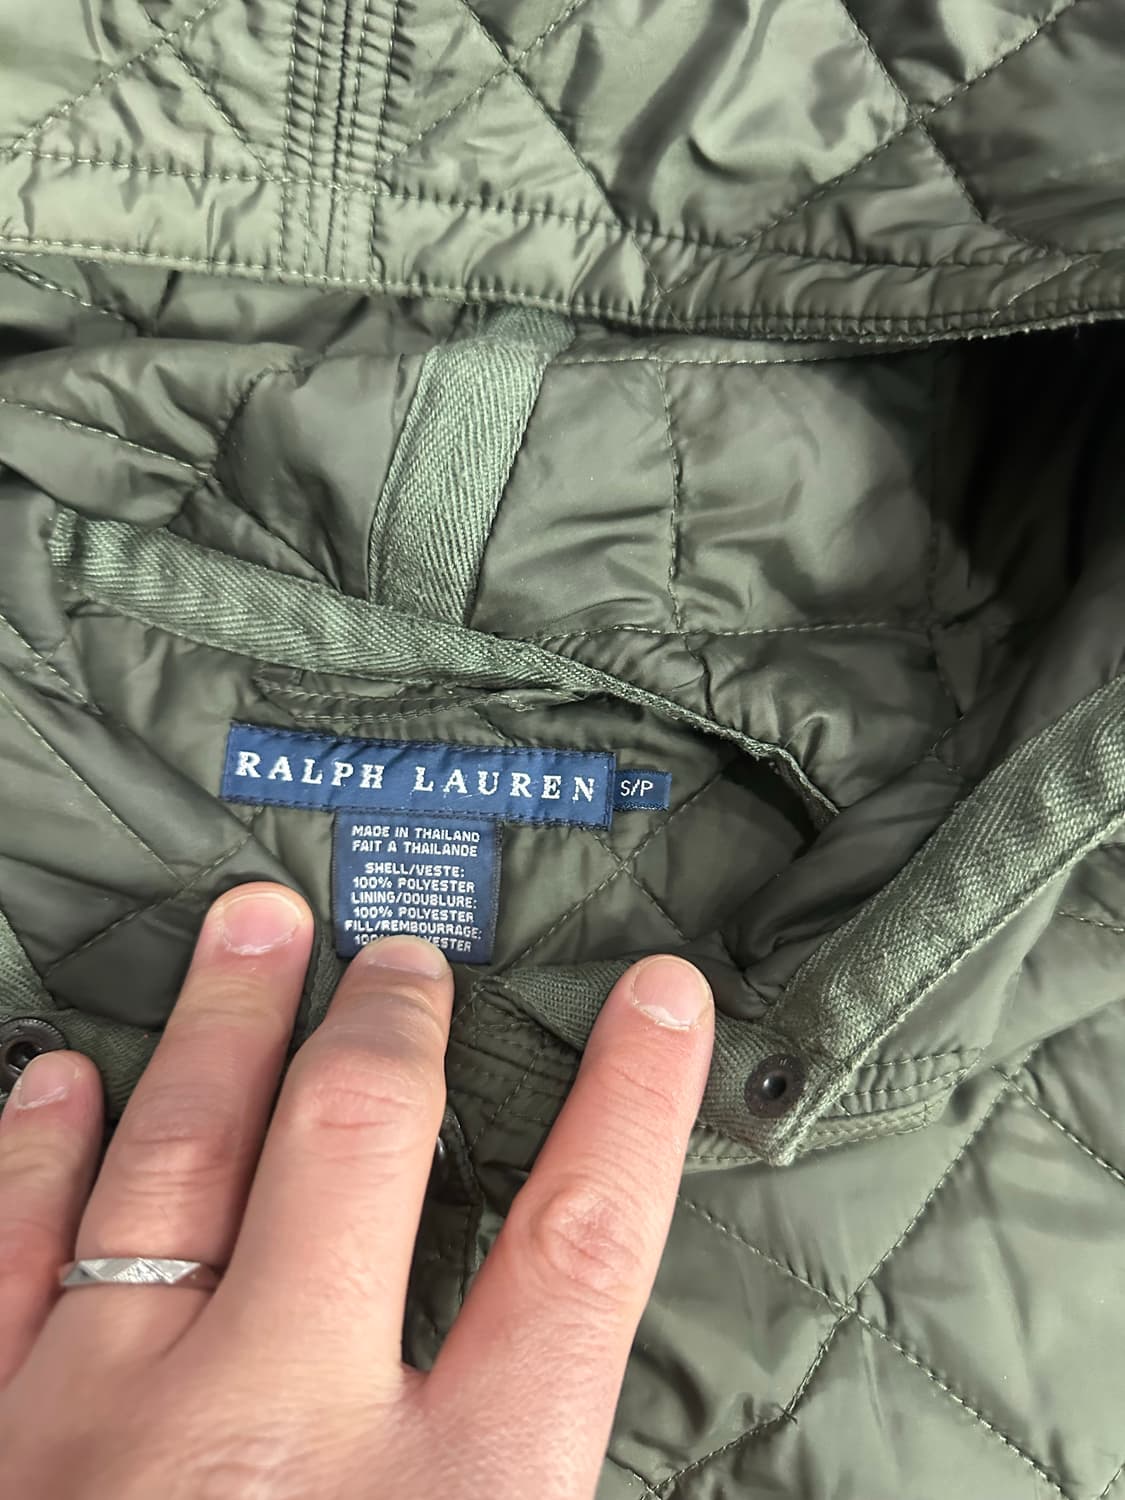 RALPH LAUREN
S/P
MADE IN THAILAND
FAIT A THAILANDE
SHELL/VESTE:
100% POLYESTER
LINING/DOUBLURE:
100% POLYESTER
FILL/REMBOURRAGE: